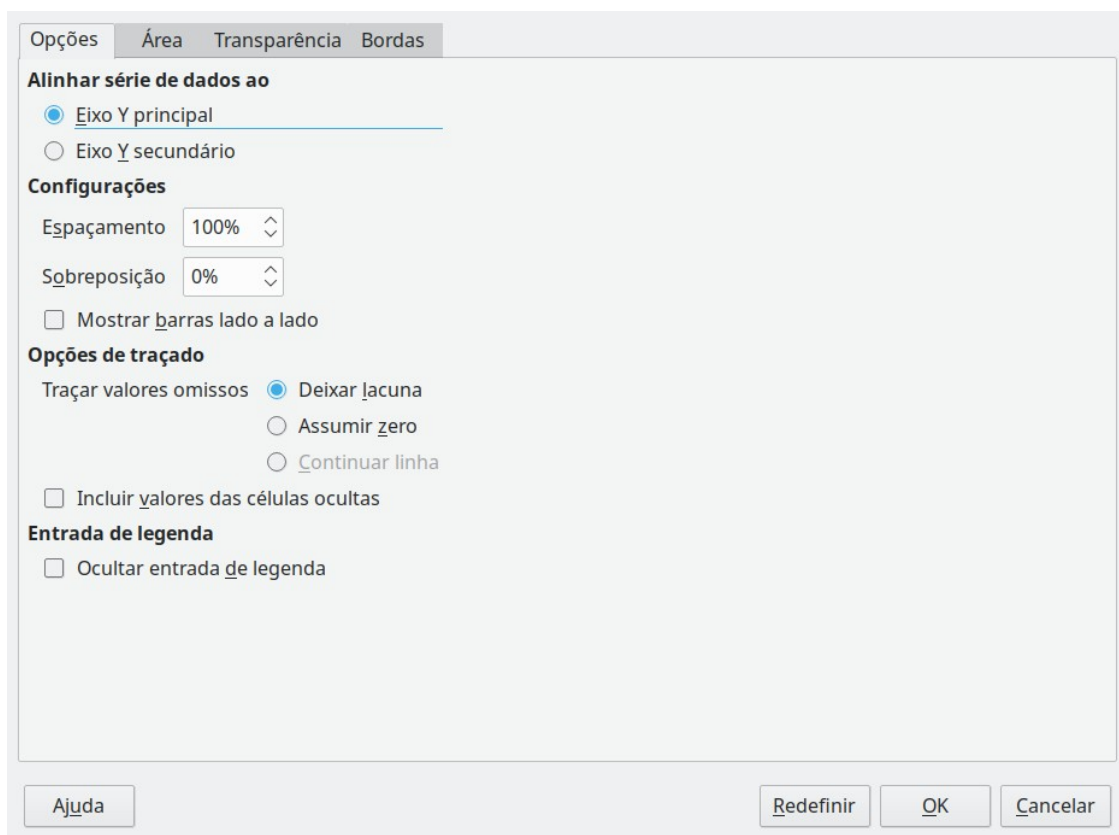 Opções Área Transparência Bordas
Alinhar série de dados ao
Eixo Y principal
Eixo Y secundário
Configurações
Espaçamento 100%
Sobreposição 0%
Mostrar barras lado a lado
Opções de traçado
Traçar valores omissos Deixar lacuna
Assumir zero
Continuar linha
Incluir valores das células ocultas
Entrada de legenda
Ocultar entrada de legenda
Ajuda Redefinir OK Cancelar